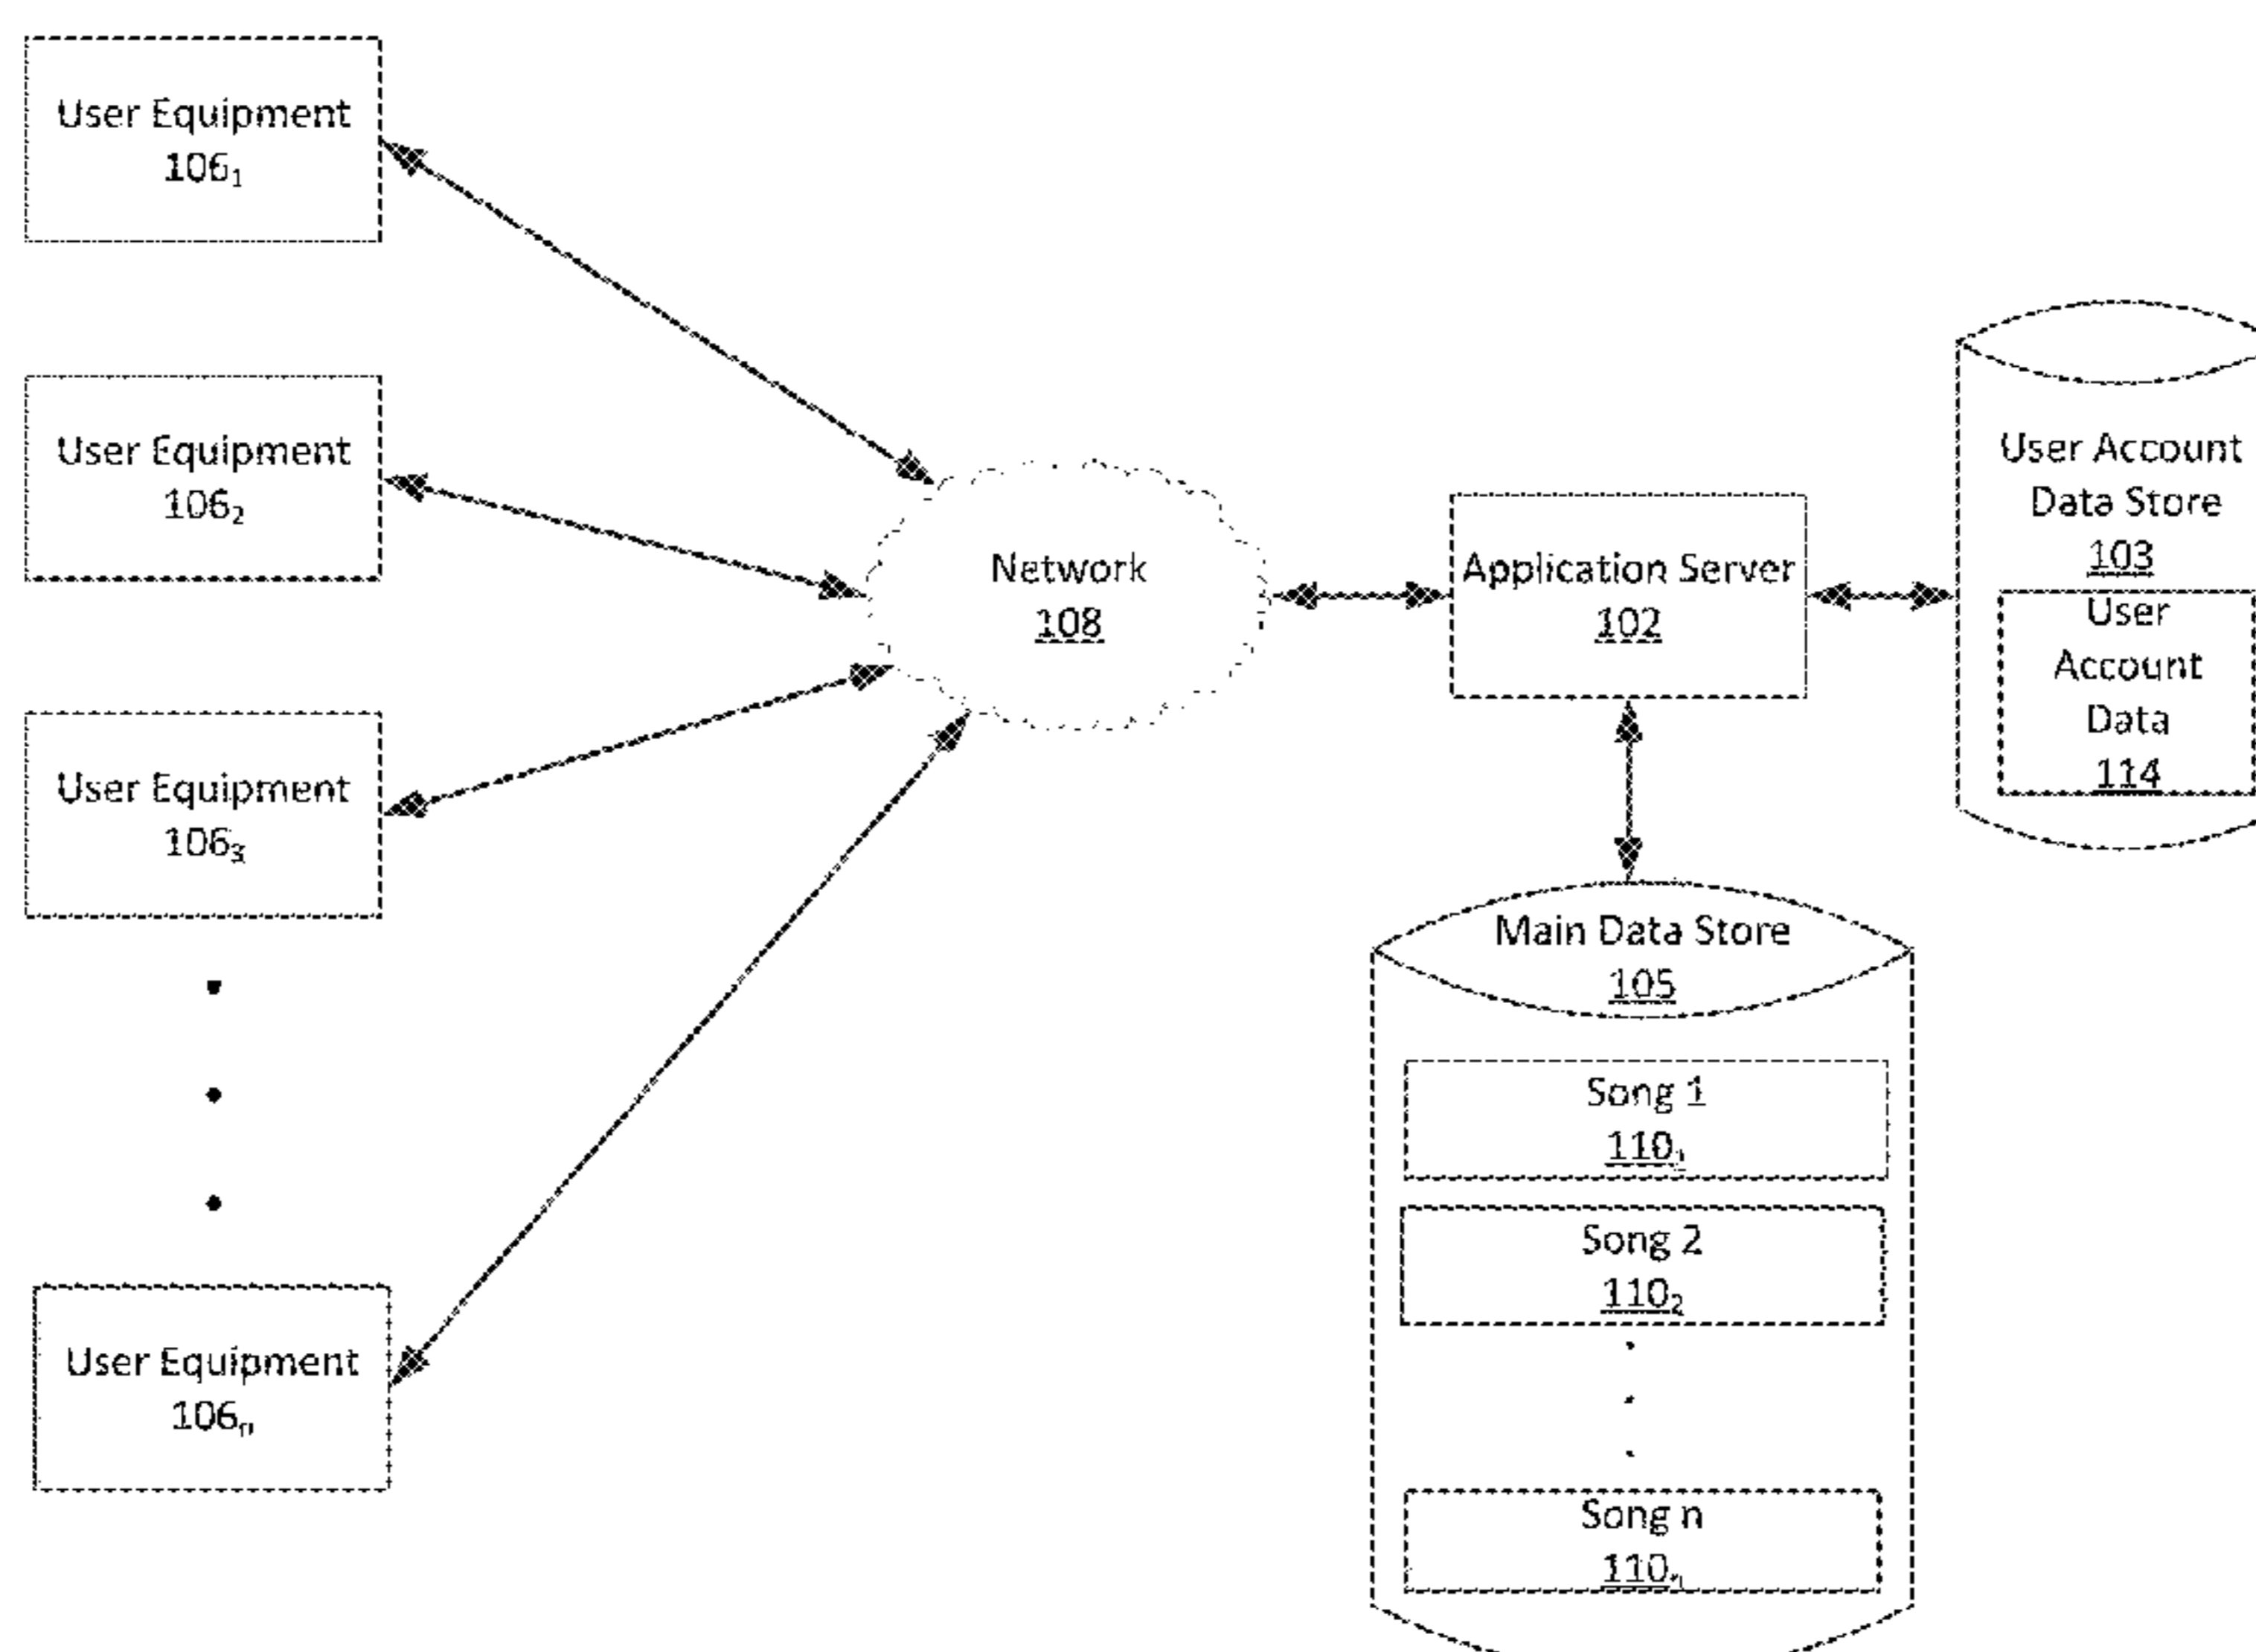 User Equipment
106₁
User Equipment
106₂
User Equipment
106₃
User Equipment
106ₙ
Network
108
Application Server
102
User Account
Data Store
103
User
Account
Data
114
Main Data Store
105
Song 1
110₁
Song 2
110₂
Song n
110ₙ